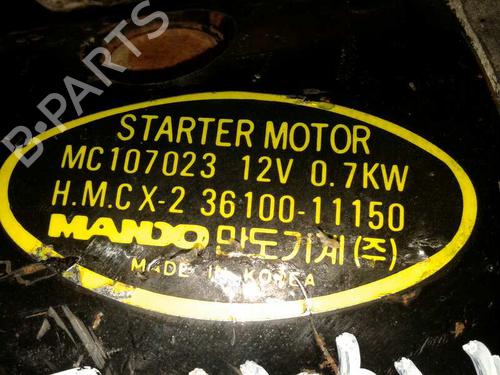 B-PARTS
STARTER MOTOR
MC107023 12V 0.7KW
H.M.C X-2 36100-11150
MANDO 만도기계(주)
MADE IN KOREA